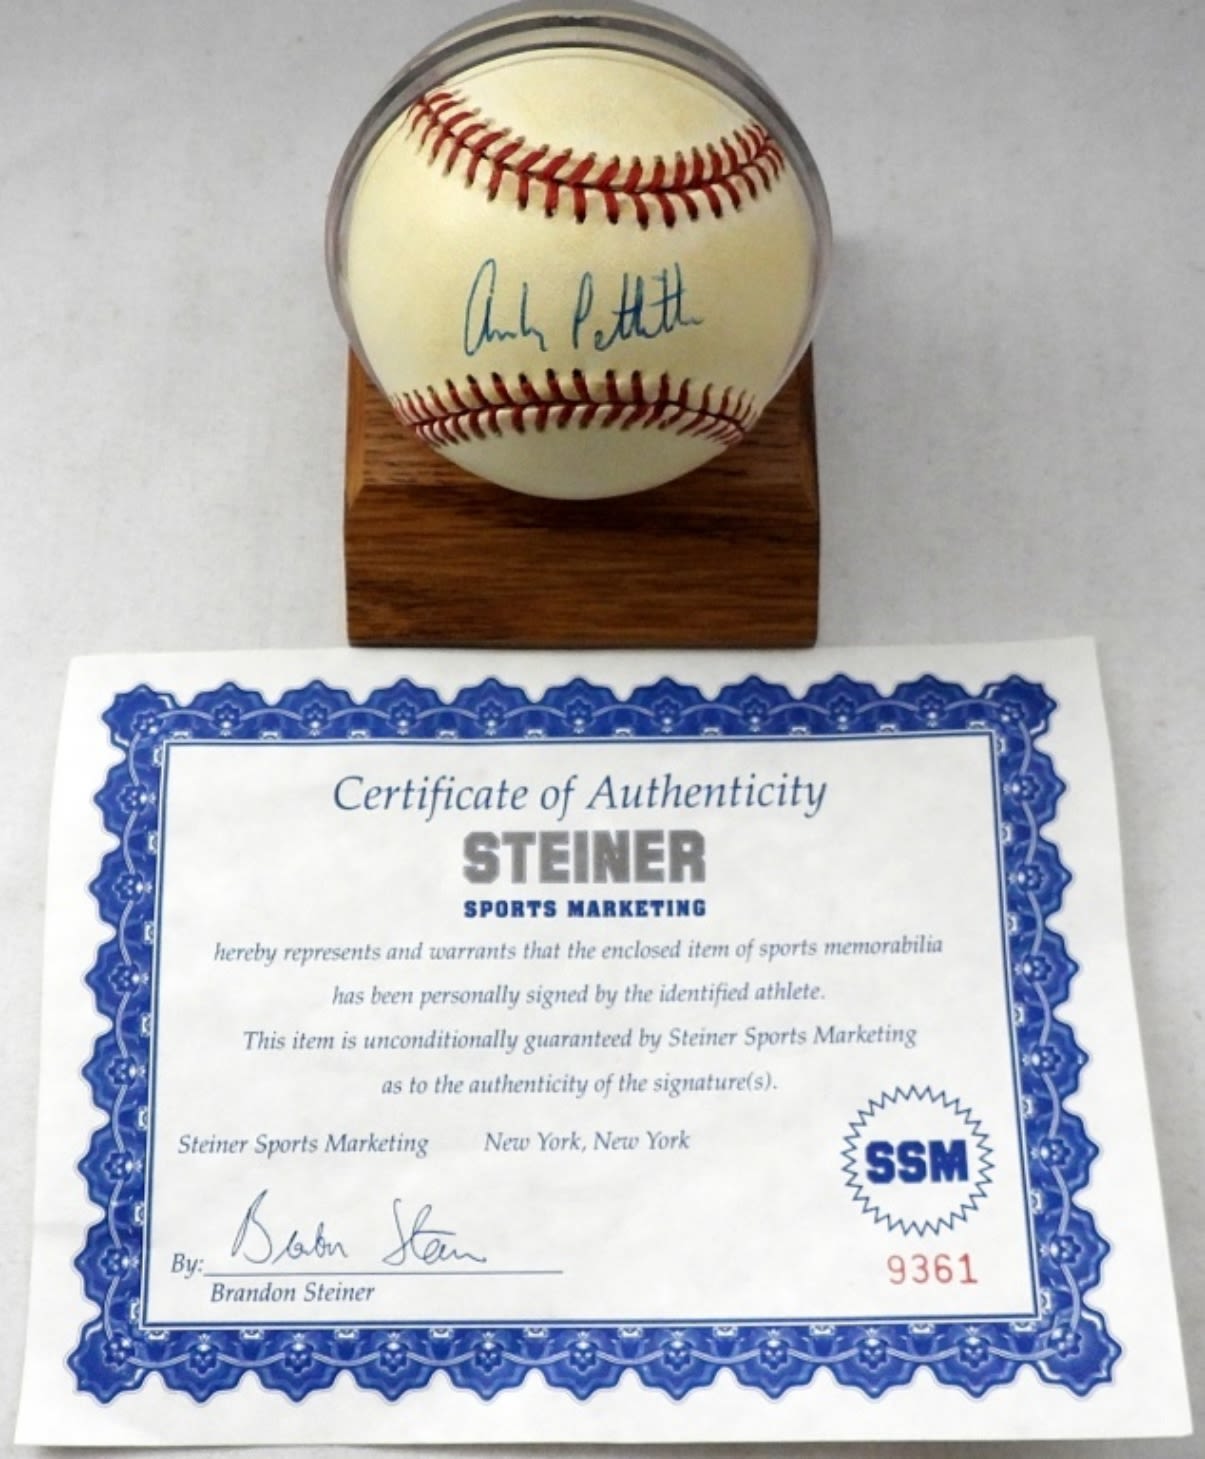 Andy Pettitte
Certificate of Authenticity
STEINER
SPORTS MARKETING
hereby represents and warrants that the enclosed item of sports memorabilia
has been personally signed by the identified athlete.
This item is unconditionally guaranteed by Steiner Sports Marketing
as to the authenticity of the signature(s).
Steiner Sports Marketing New York, New York
SSM
By: Brandon Steiner
9361
Brandon Steiner